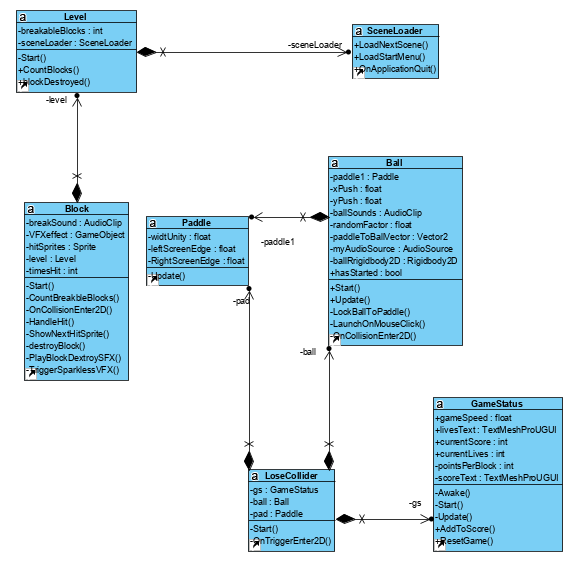 a Level
-breakableBlocks : int
-sceneLoader : SceneLoader
-Start()
+CountBlocks()
+blockDestroyed()
-sceneLoader
a SceneLoader
+LoadNextScene()
+LoadStartMenu()
+OnApplicationQuit()
-level
a Block
-breakSound : AudioClip
-VFXeffect : GameObject
-hitSprites : Sprite
-level : Level
-timesHit : int
-Start()
-CountBreakbleBlocks()
-OnCollisionEnter2D()
-HandleHit()
-ShowNextHitSprite()
-destroyBlock()
-PlayBlockDextroySFX()
-TriggerSparklessVFX()
a Paddle
-widtUnity : float
-leftScreenEdge : float
-RightScreenEdge : float
-Update()
-paddle1
a Ball
-paddle1 : Paddle
-xPush : float
-yPush : float
-ballSounds : AudioClip
-randomFactor : float
-paddleToBallVector : Vector2
-myAudioSource : AudioSource
-ballRrigidbody2D : Rigidbody2D
+hasStarted : bool
+Start()
+Update()
-LockBallToPaddle()
-LaunchOnMouseClick()
-OnCollisionEnter2D()
-pad
-ball
a LoseCollider
-gs : GameStatus
-ball : Ball
-pad : Paddle
-Start()
-OnTriggerEnter2D()
-gs
a GameStatus
+gameSpeed : float
+livesText : TextMeshProUGUI
+currentScore : int
+currentLives : int
-pointsPerBlock : int
-scoreText : TextMeshProUGUI
-Awake()
-Start()
-Update()
+AddToScore()
+ResetGame()